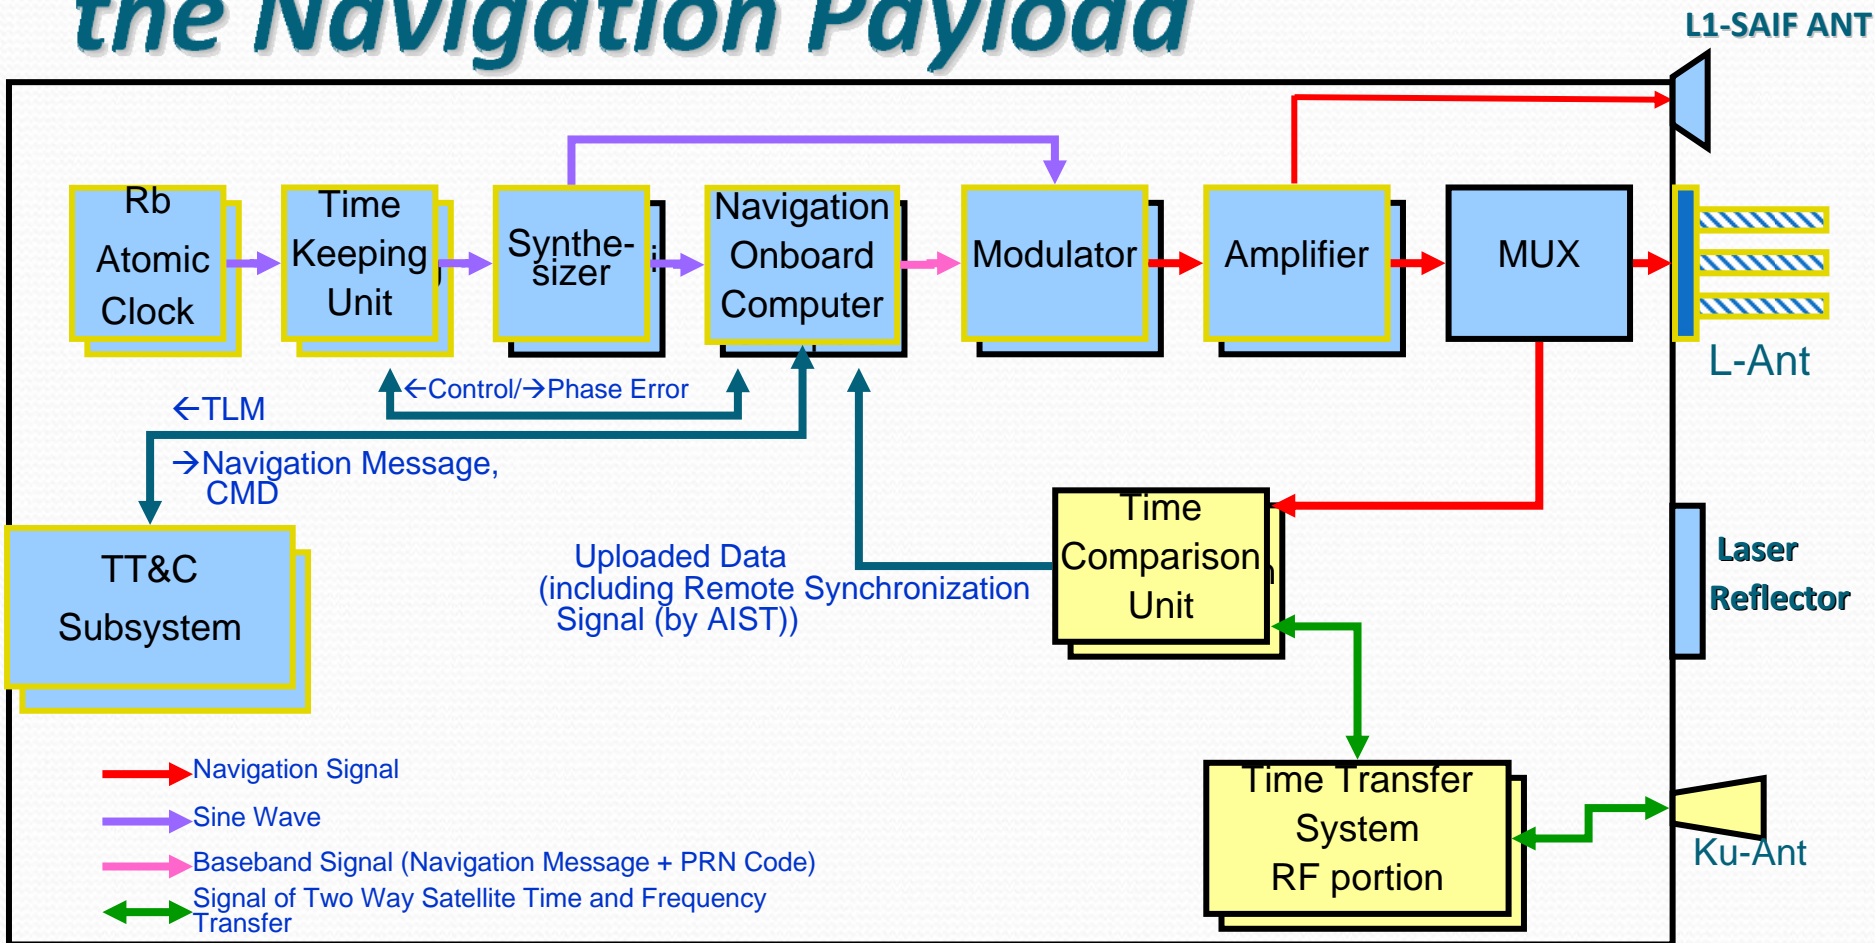 the Navigation Payload
L1-SAIF ANT
Rb
Atomic
Clock
Time
Keeping
Unit
Synthe-
sizer
Navigation
Onboard
Computer
Modulator
Amplifier
MUX
L-Ant
←Control/→Phase Error
←TLM
→Navigation Message,
CMD
TT&C
Subsystem
Uploaded Data
(including Remote Synchronization
Signal (by AIST))
Time
Comparison
Unit
Laser
Reflector
Time Transfer
System
RF portion
Ku-Ant
Navigation Signal
Sine Wave
Baseband Signal (Navigation Message + PRN Code)
Signal of Two Way Satellite Time and Frequency
Transfer